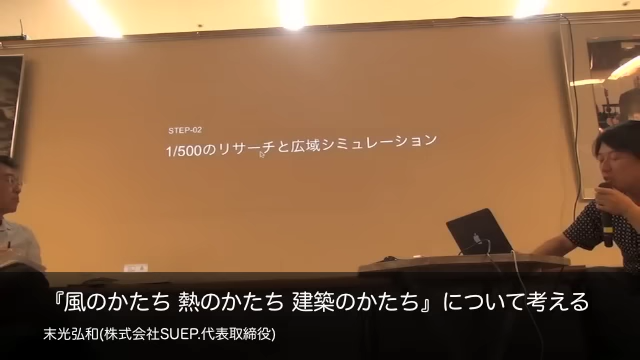 STEP-02
1/500のリサーチと広域シミュレーション
『風のかたち 熱のかたち 建築のかたち』について考える
末光弘和(株式会社SUEP.代表取締役)